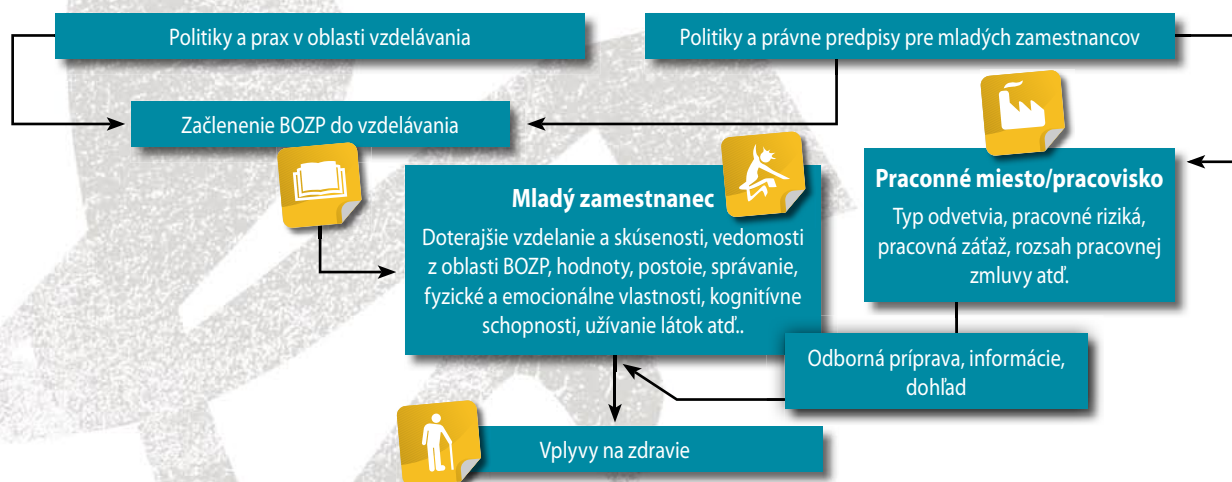 Politiky a prax v oblasti vzdelávania
Politiky a právne predpisy pre mladých zamestnancov
Začlenenie BOZP do vzdelávania
Mladý zamestnanec
Doterajšie vzdelanie a skúsenosti, vedomosti
z oblasti BOZP, hodnoty, postoie, správanie,
fyzické a emocionálne vlastnosti, kognitívne
schopnosti, užívanie látok atď..
Praconné miesto/pracovisko
Typ odvetvia, pracovné riziká,
pracovná záťaž, rozsah pracovnej
zmluvy atď.
Odborná príprava, informácie,
dohľad
Vplyvy na zdravie